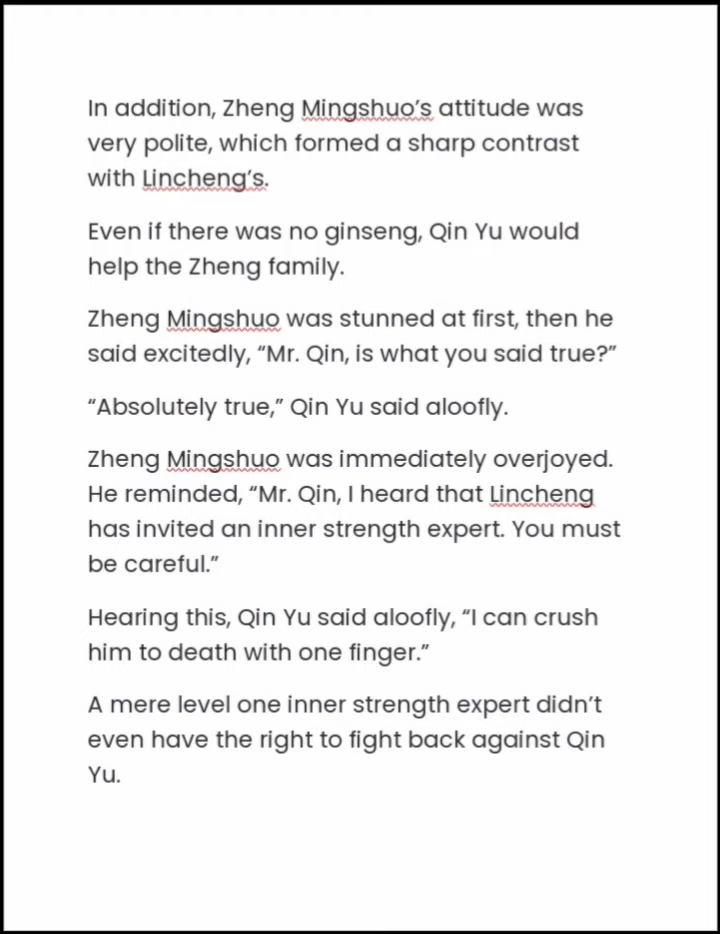 In addition, Zheng Mingshuo’s attitude was
very polite, which formed a sharp contrast
with Lincheng’s.
Even if there was no ginseng, Qin Yu would
help the Zheng family.
Zheng Mingshuo was stunned at first, then he
said excitedly, “Mr. Qin, is what you said true?”
“Absolutely true,” Qin Yu said aloofly.
Zheng Mingshuo was immediately overjoyed.
He reminded, “Mr. Qin, I heard that Lincheng
has invited an inner strength expert. You must
be careful.”
Hearing this, Qin Yu said aloofly, “I can crush
him to death with one finger.”
A mere level one inner strength expert didn’t
even have the right to fight back against Qin
Yu.